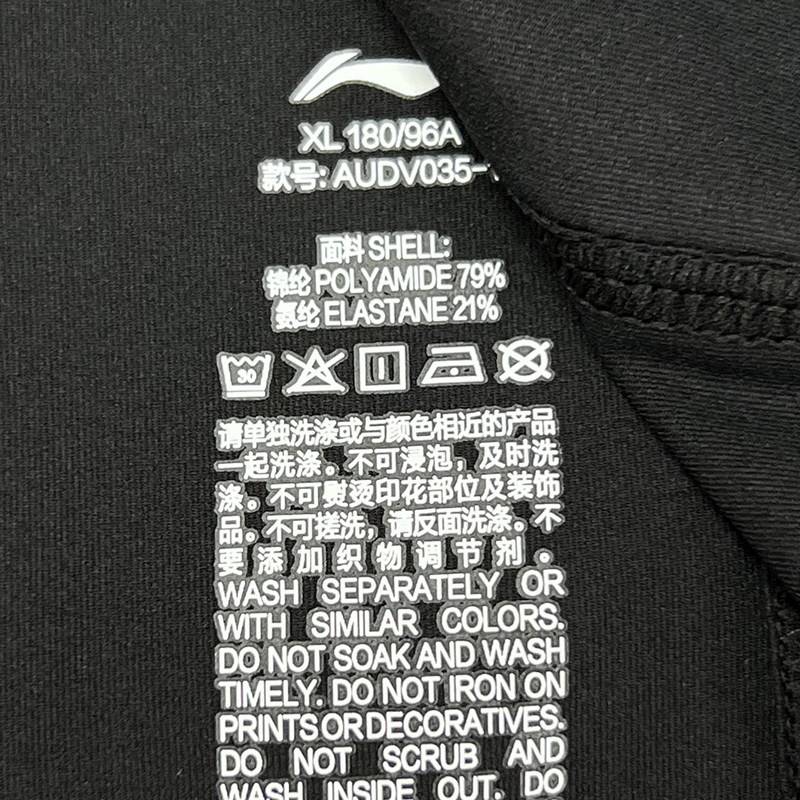 XL 180/96A
款号: AUDV035-
面料 SHELL:
锦纶 POLYAMIDE 79%
氨纶 ELASTANE 21%
30
请单独洗涤或与颜色相近的产品
一起洗涤。不可浸泡，及时洗
涤。不可熨烫印花部位及装饰
品。不可搓洗，请反面洗涤。不
要添加织物调节剂。
WASH SEPARATELY OR
WITH SIMILAR COLORS.
DO NOT SOAK AND WASH
TIMELY. DO NOT IRON ON
PRINTS OR DECORATIVES.
DO NOT SCRUB AND
WASH INSIDE OUT. DO